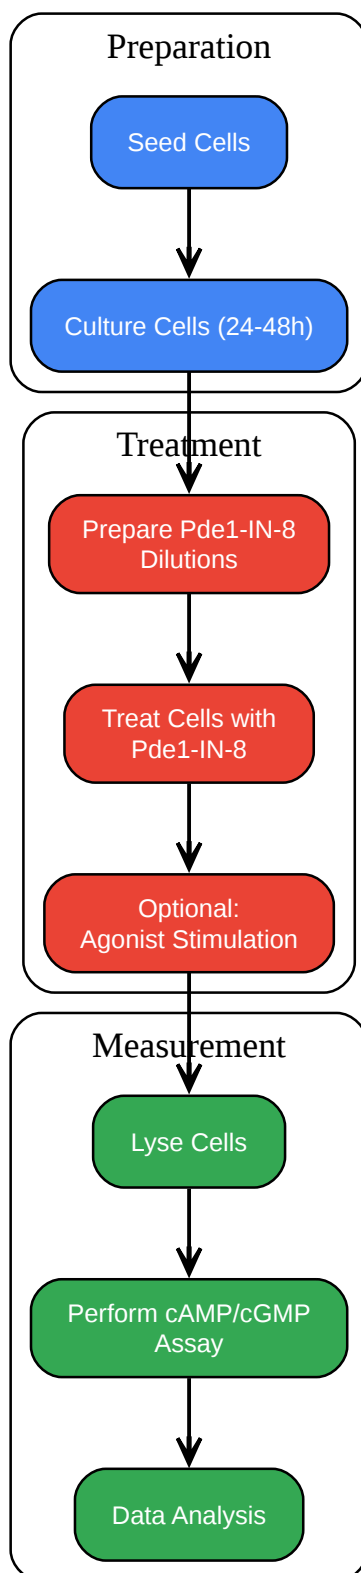 Preparation
Seed Cells
Culture Cells (24-48h)
Treatment
Prepare Pde1-IN-8
Dilutions
Treat Cells with
Pde1-IN-8
Optional:
Agonist Stimulation
Measurement
Lyse Cells
Perform cAMP/cGMP
Assay
Data Analysis